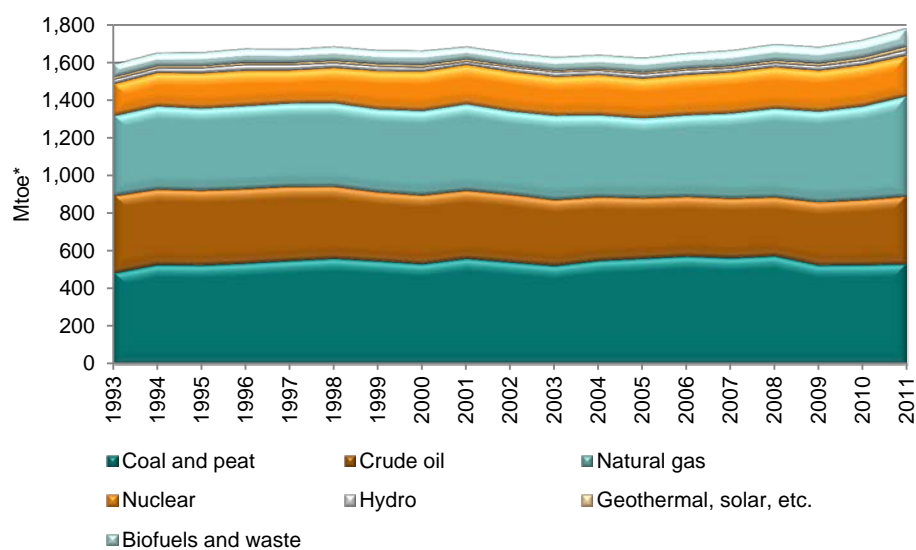 1,800
1,600
1,400
1,200
1,000
800
600
400
200
0
Mtoe*
1993 1994 1995 1996 1997 1998 1999 2000 2001 2002 2003 2004 2005 2006 2007 2008 2009 2010 2011
Coal and peat Crude oil Natural gas
Nuclear Hydro Geothermal, solar, etc.
Biofuels and waste